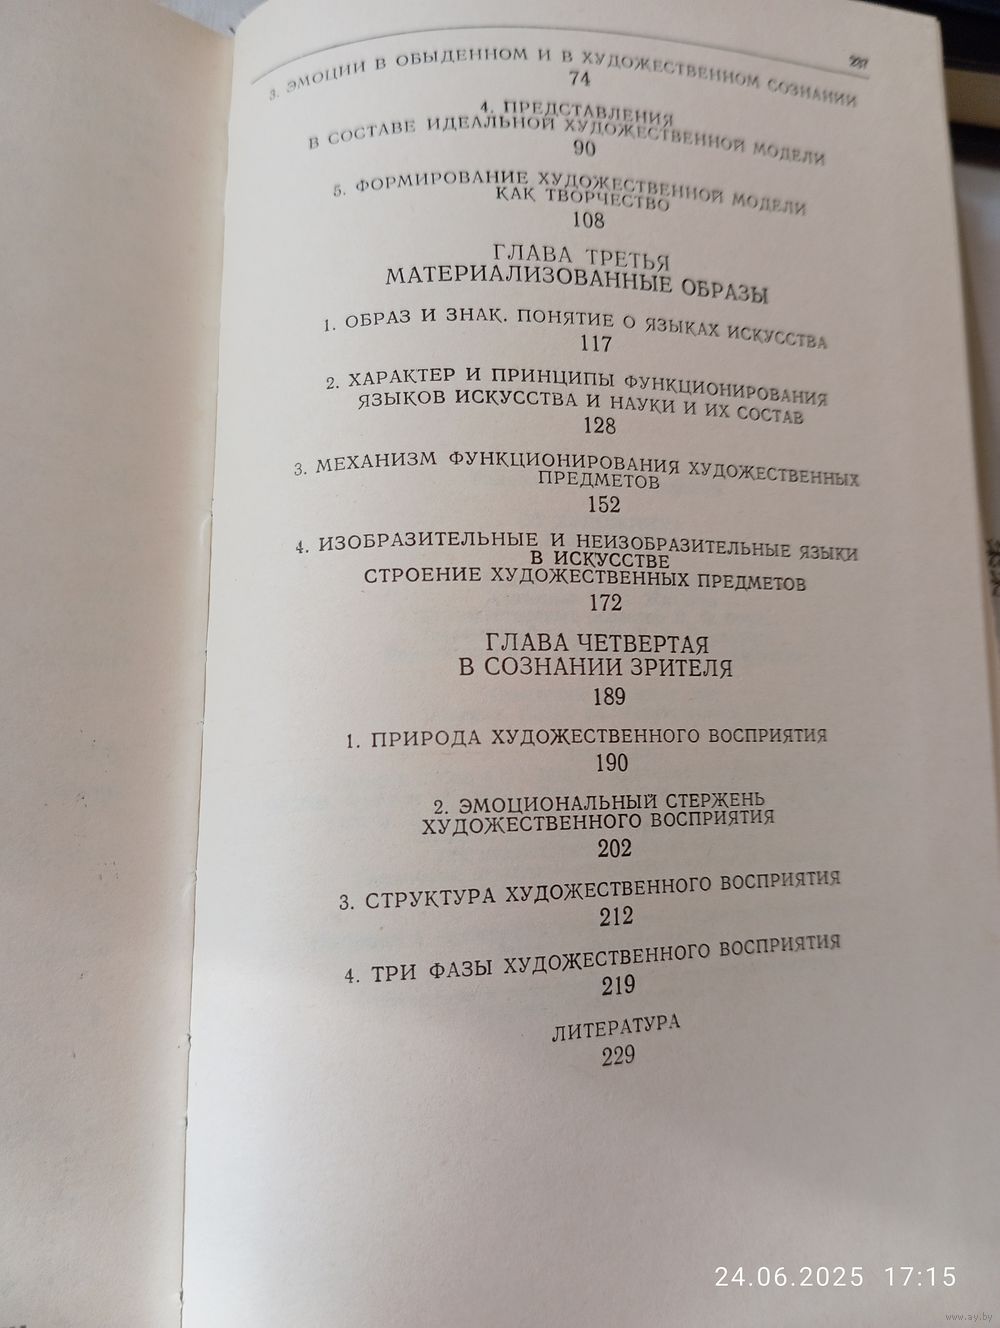 237
3. ЭМОЦИИ В ОБЫДЕННОМ И В ХУДОЖЕСТВЕННОМ СОЗНАНИИ
74
4. ПРЕДСТАВЛЕНИЯ
В СОСТАВЕ ИДЕАЛЬНОЙ ХУДОЖЕСТВЕННОЙ МОДЕЛИ
90
5. ФОРМИРОВАНИЕ ХУДОЖЕСТВЕННОЙ МОДЕЛИ
КАК ТВОРЧЕСТВО
108
ГЛАВА ТРЕТЬЯ
МАТЕРИАЛИЗОВАННЫЕ ОБРАЗЫ
1. ОБРАЗ И ЗНАК. ПОНЯТИЕ О ЯЗЫКАХ ИСКУССТВА
117
2. ХАРАКТЕР И ПРИНЦИПЫ ФУНКЦИОНИРОВАНИЯ
ЯЗЫКОВ ИСКУССТВА И НАУКИ И ИХ СОСТАВ
128
3. МЕХАНИЗМ ФУНКЦИОНИРОВАНИЯ ХУДОЖЕСТВЕННЫХ
ПРЕДМЕТОВ
152
4. ИЗОБРАЗИТЕЛЬНЫЕ И НЕИЗОБРАЗИТЕЛЬНЫЕ ЯЗЫКИ
В ИСКУССТВЕ
СТРОЕНИЕ ХУДОЖЕСТВЕННЫХ ПРЕДМЕТОВ
172
ГЛАВА ЧЕТВЕРТАЯ
В СОЗНАНИИ ЗРИТЕЛЯ
189
1. ПРИРОДА ХУДОЖЕСТВЕННОГО ВОСПРИЯТИЯ
190
2. ЭМОЦИОНАЛЬНЫЙ СТЕРЖЕНЬ
ХУДОЖЕСТВЕННОГО ВОСПРИЯТИЯ
202
3. СТРУКТУРА ХУДОЖЕСТВЕННОГО ВОСПРИЯТИЯ
212
4. ТРИ ФАЗЫ ХУДОЖЕСТВЕННОГО ВОСПРИЯТИЯ
219
ЛИТЕРАТУРА
229
24.06.2025 17:15
www.ay.by